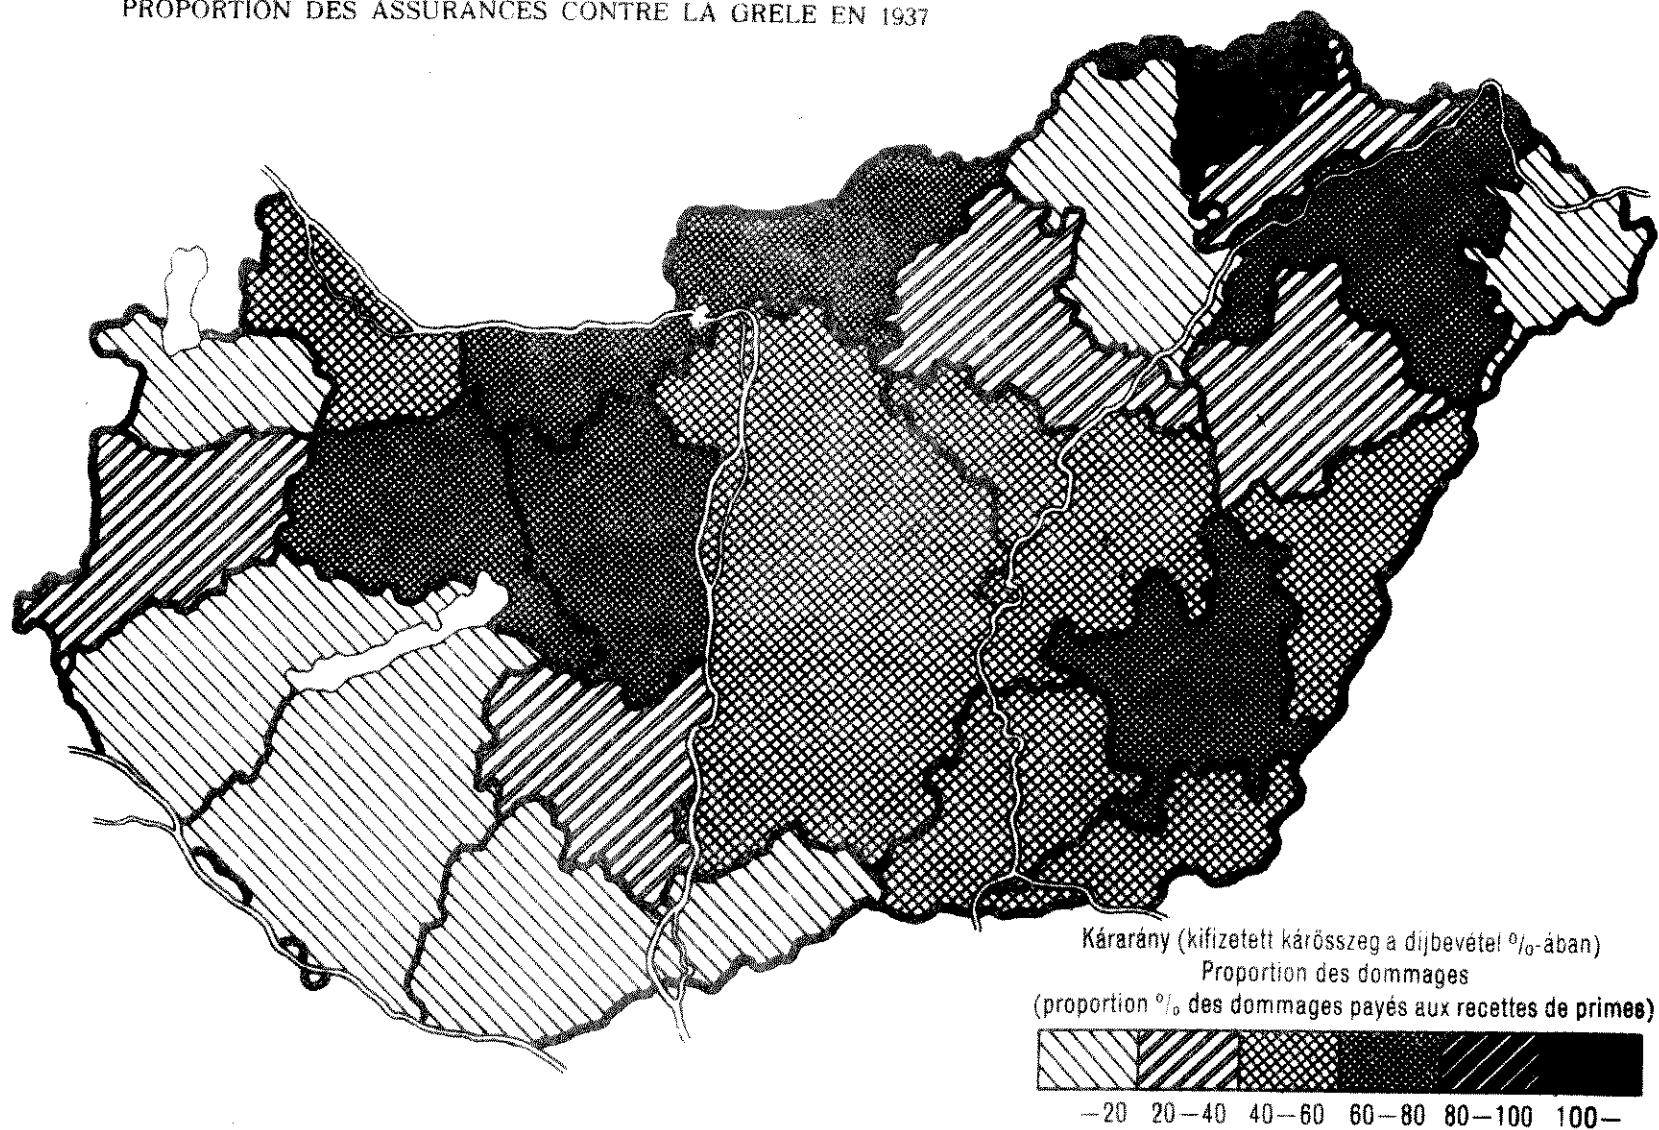 PROPORTION DES ASSURANCES CONTRE LA GRELE EN 1937
Kárarány (kifizetett kárösszeg a díjbevétel %-ában)
Proportion des dommages
(proportion % des dommages payés aux recettes de primes)
—20 20—40 40—60 60—80 80—100 100—